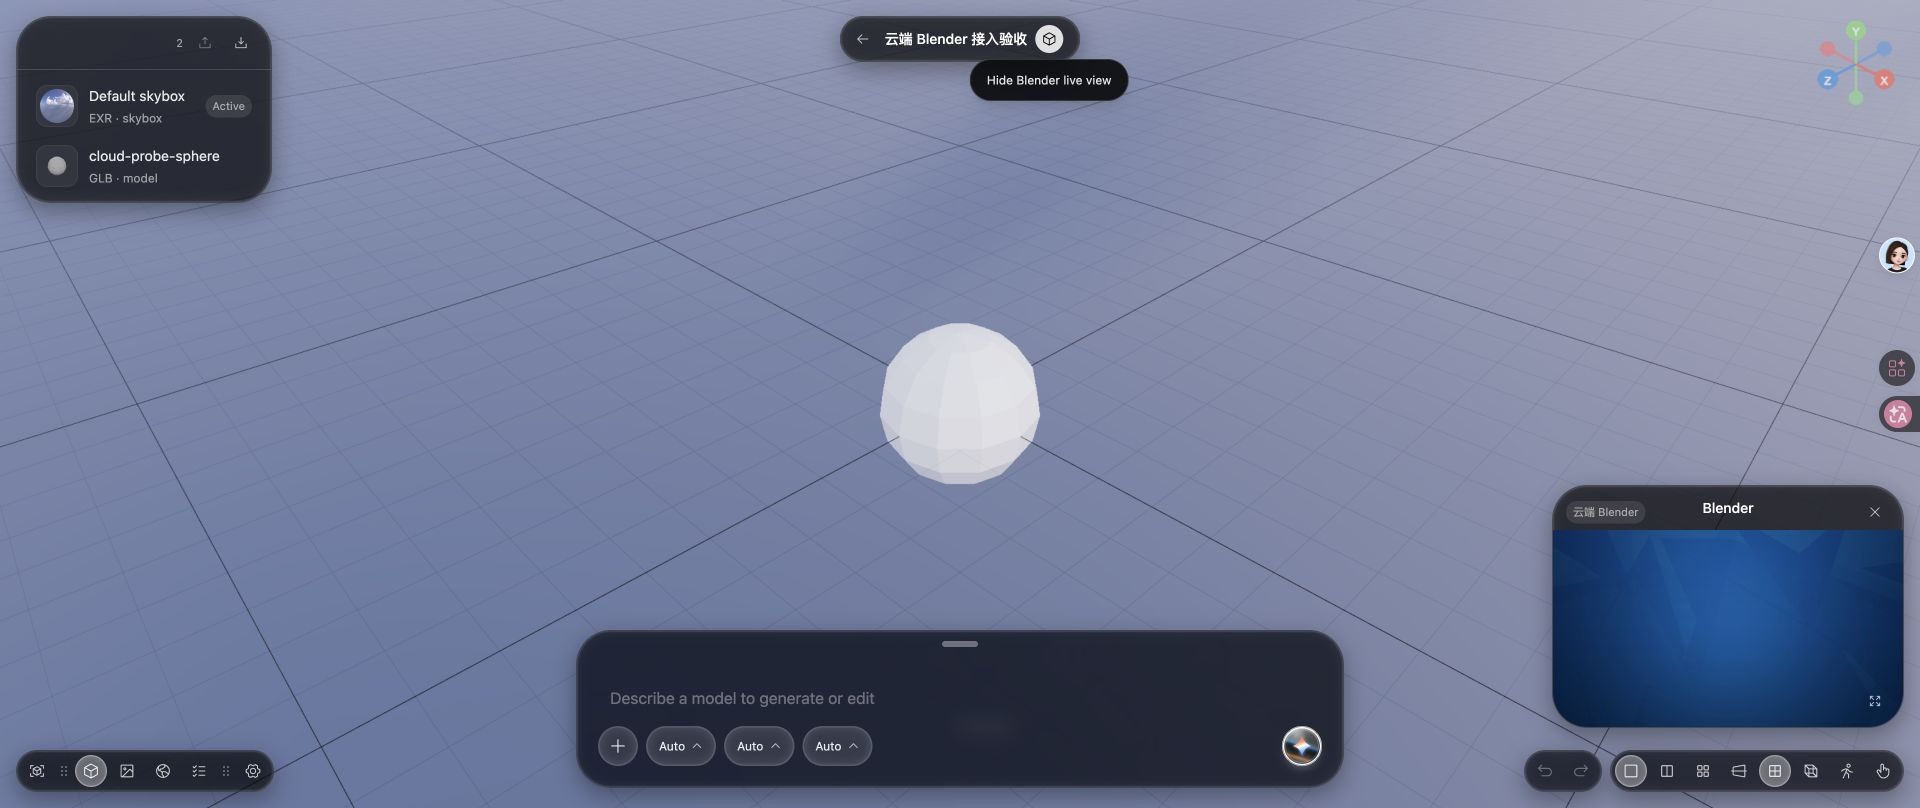 2
Default skybox
EXR · skybox
Active
cloud-probe-sphere
GLB · model
云端 Blender 接入验收
Hide Blender live view
Y
Z
X
A
云端 Blender
Blender
Describe a model to generate or edit
Auto
Auto
Auto